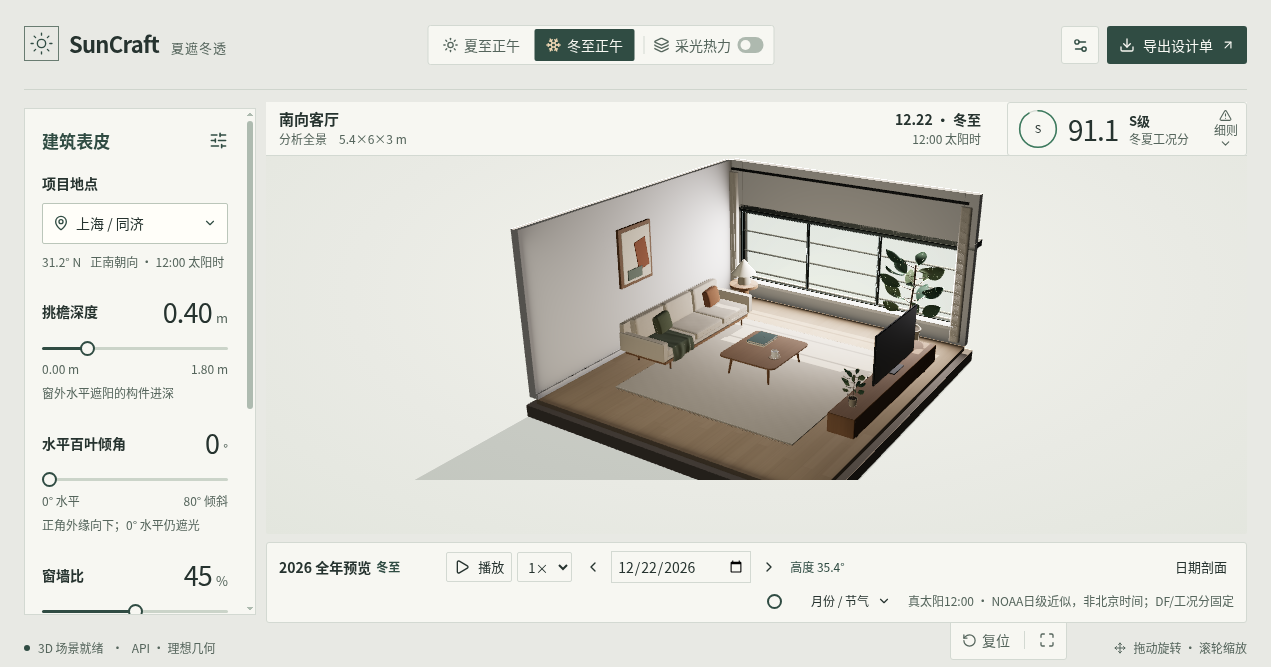 SunCraft 夏遮冬透
夏至正午 冬至正午 采光热力
导出设计单
建筑表皮
项目地点
上海 / 同济
31.2° N 正南朝向 · 12:00 太阳时
挑檐深度 0.40 m
0.00 m 1.80 m
窗外水平遮阳的构件进深
水平百叶倾角 0 °
0° 水平 80° 倾斜
正角外缘向下；0° 水平仍遮光
窗墙比 45 %
南向客厅
分析全景 5.4×6×3 m
12.22 · 冬至
12:00 太阳时
S 91.1 S级
冬夏工况分
细则
2026 全年预览 冬至
播放 1× 12/22/2026 高度 35.4° 日期剖面
月份 / 节气 真太阳12:00 · NOAA日级近似，非北京时间；DF/工况分固定
3D 场景就绪 · API · 理想几何
复位
拖动旋转 · 滚轮缩放